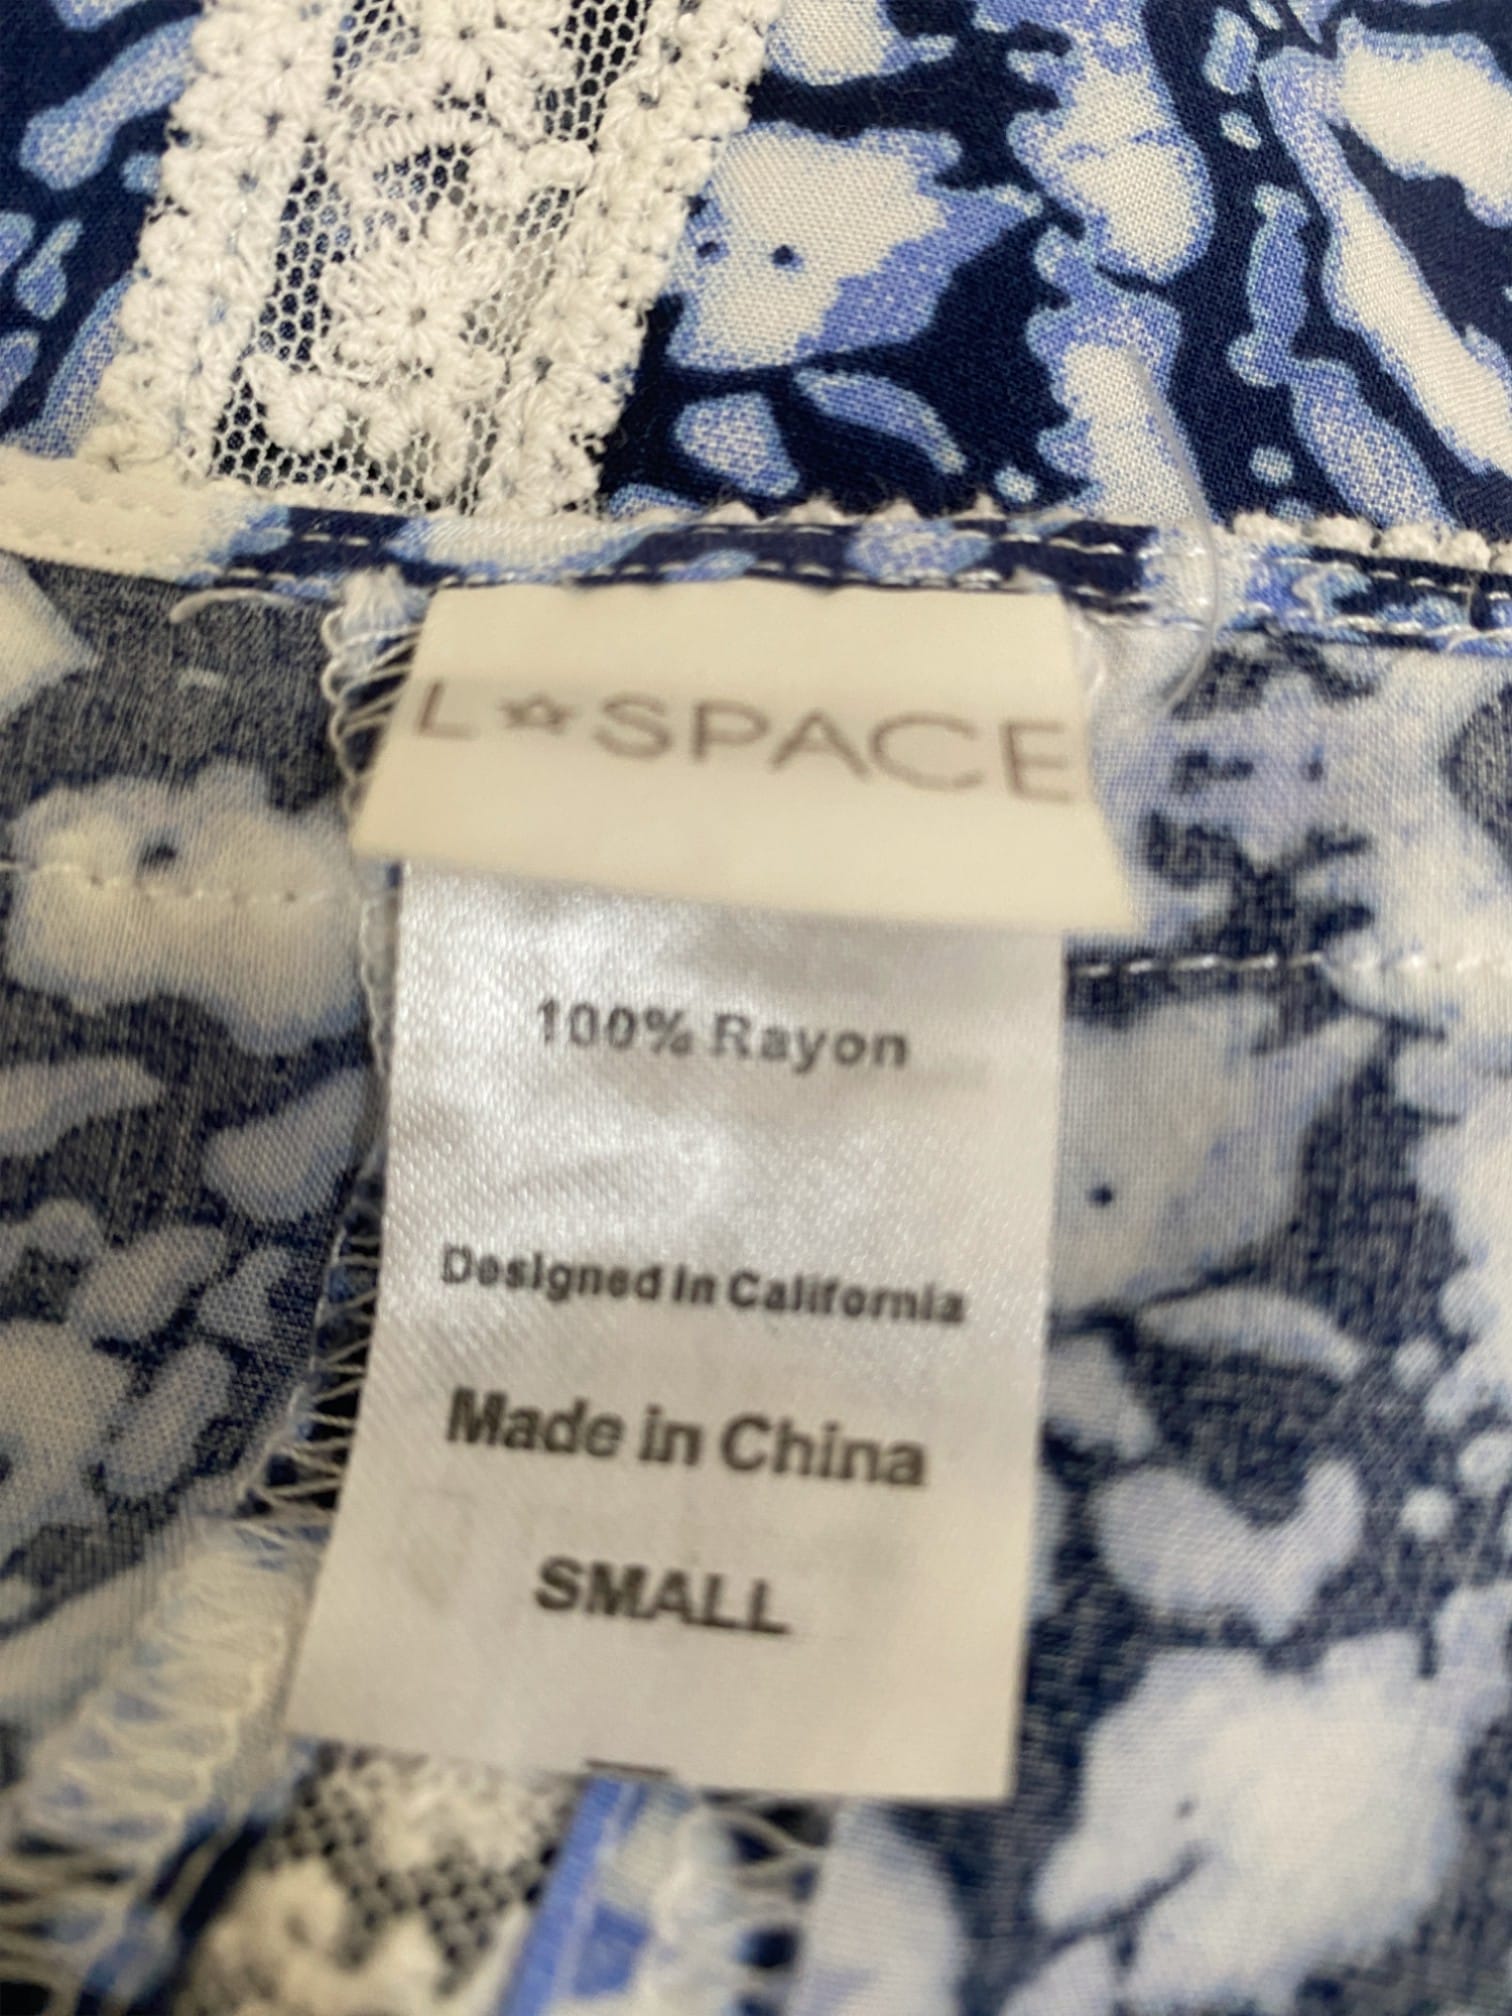 L☆SPACE
100% Rayon
Designed in California
Made in China
SMALL